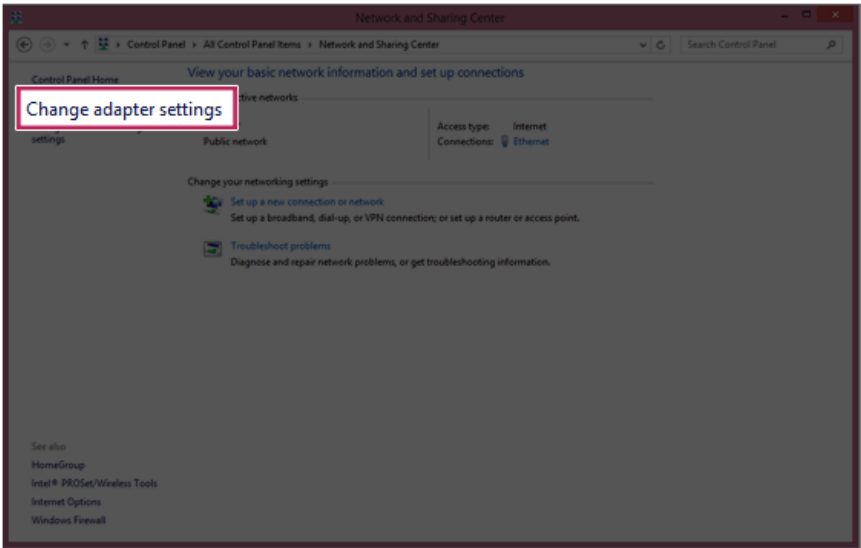 Network and Sharing Center
Control Panel › All Control Panel Items › Network and Sharing Center
Search Control Panel
Control Panel Home
View your basic network information and set up connections
Change adapter settings
tive networks
settings
Public network
Access type: Internet
Connections: Ethernet
Change your networking settings
Set up a new connection or network
Set up a broadband, dial-up, or VPN connection; or set up a router or access point.
Troubleshoot problems
Diagnose and repair network problems, or get troubleshooting information.
See also
HomeGroup
Intel® PROSet/Wireless Tools
Internet Options
Windows Firewall